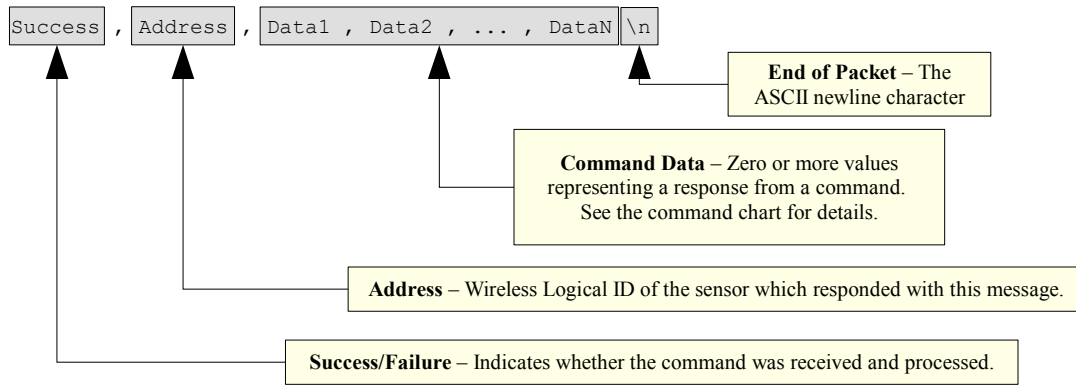 Success , Address , Data1 , Data2 , ... , DataN \n
End of Packet – The
ASCII newline character
Command Data – Zero or more values
representing a response from a command.
See the command chart for details.
Address – Wireless Logical ID of the sensor which responded with this message.
Success/Failure – Indicates whether the command was received and processed.